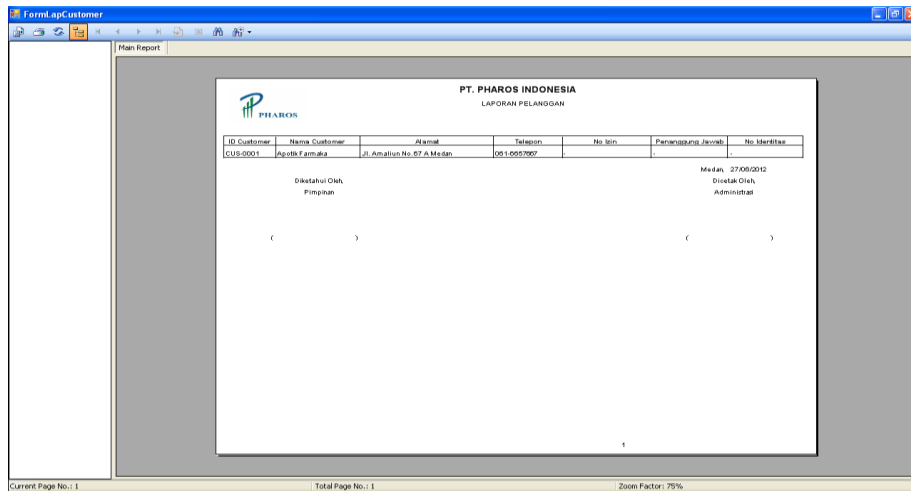 FormLapCustomer
Main Report
PT. PHAROS INDONESIA
LAPORAN PELANGGAN
PHAROS
ID Customer Nama Customer Alamat Telepon No Izin Penanggung Jawab No Identitas
CUS-0001 Apotik Farmaka Jl. Amaliun No.67 A Medan 061-6657667 - - -
Medan, 27/06/2012
Diketahui Oleh, Dicetak Oleh,
Pimpinan Administrasi
( ) ( )
1
Current Page No.: 1 Total Page No.: 1 Zoom Factor: 75%